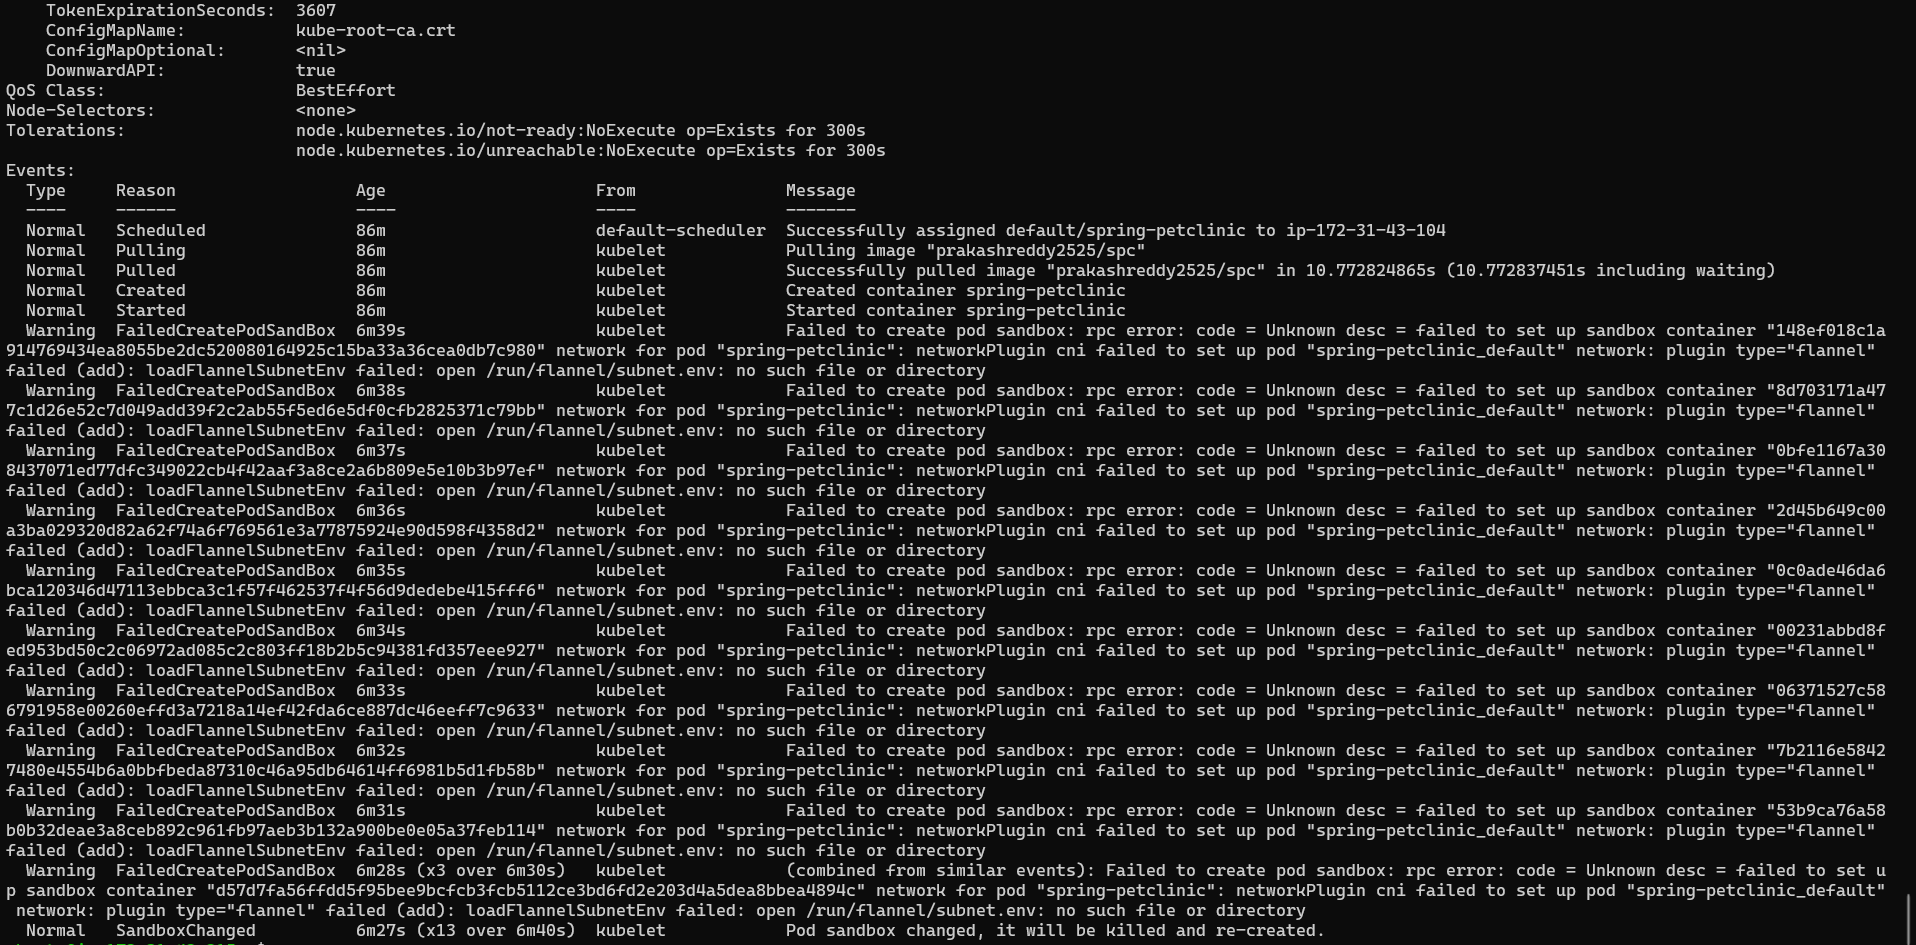 TokenExpirationSeconds:  3607
    ConfigMapName:           kube-root-ca.crt
    ConfigMapOptional:       <nil>
    DownwardAPI:             true
QoS Class:                   BestEffort
Node-Selectors:              <none>
Tolerations:                 node.kubernetes.io/not-ready:NoExecute op=Exists for 300s
                             node.kubernetes.io/unreachable:NoExecute op=Exists for 300s
Events:
  Type     Reason                  Age                     From               Message
  ----     ------                  ----                    ----               -------
  Normal   Scheduled               86m                     default-scheduler  Successfully assigned default/spring-petclinic to ip-172-31-43-104
  Normal   Pulling                 86m                     kubelet            Pulling image "prakashreddy2525/spc"
  Normal   Pulled                  86m                     kubelet            Successfully pulled image "prakashreddy2525/spc" in 10.772824865s (10.772837451s including waiting)
  Normal   Created                 86m                     kubelet            Created container spring-petclinic
  Normal   Started                 86m                     kubelet            Started container spring-petclinic
  Warning  FailedCreatePodSandBox  6m39s                   kubelet            Failed to create pod sandbox: rpc error: code = Unknown desc = failed to set up sandbox container "148ef018c1a
914769434ea8055be2dc520080164925c15ba33a36cea0db7c980" network for pod "spring-petclinic": networkPlugin cni failed to set up pod "spring-petclinic_default" network: plugin type="flannel"
failed (add): loadFlannelSubnetEnv failed: open /run/flannel/subnet.env: no such file or directory
  Warning  FailedCreatePodSandBox  6m38s                   kubelet            Failed to create pod sandbox: rpc error: code = Unknown desc = failed to set up sandbox container "8d703171a47
7c1d26e52c7d049add39f2c2ab55f5ed6e5df0cfb2825371c79bb" network for pod "spring-petclinic": networkPlugin cni failed to set up pod "spring-petclinic_default" network: plugin type="flannel"
failed (add): loadFlannelSubnetEnv failed: open /run/flannel/subnet.env: no such file or directory
  Warning  FailedCreatePodSandBox  6m37s                   kubelet            Failed to create pod sandbox: rpc error: code = Unknown desc = failed to set up sandbox container "0bfe1167a30
8437071ed77dfc349022cb4f42aaf3a8ce2a6b809e5e10b3b97ef" network for pod "spring-petclinic": networkPlugin cni failed to set up pod "spring-petclinic_default" network: plugin type="flannel"
failed (add): loadFlannelSubnetEnv failed: open /run/flannel/subnet.env: no such file or directory
  Warning  FailedCreatePodSandBox  6m36s                   kubelet            Failed to create pod sandbox: rpc error: code = Unknown desc = failed to set up sandbox container "2d45b649c00
a3ba029320d82a62f74a6f769561e3a77875924e90d598f4358d2" network for pod "spring-petclinic": networkPlugin cni failed to set up pod "spring-petclinic_default" network: plugin type="flannel"
failed (add): loadFlannelSubnetEnv failed: open /run/flannel/subnet.env: no such file or directory
  Warning  FailedCreatePodSandBox  6m35s                   kubelet            Failed to create pod sandbox: rpc error: code = Unknown desc = failed to set up sandbox container "0c0ade46da6
bca120346d47113ebbca3c1f57f462537f4f56d9dedebe415fff6" network for pod "spring-petclinic": networkPlugin cni failed to set up pod "spring-petclinic_default" network: plugin type="flannel"
failed (add): loadFlannelSubnetEnv failed: open /run/flannel/subnet.env: no such file or directory
  Warning  FailedCreatePodSandBox  6m34s                   kubelet            Failed to create pod sandbox: rpc error: code = Unknown desc = failed to set up sandbox container "00231abbd8f
ed953bd50c2c06972ad085c2c803ff18b2b5c94381fd357eee927" network for pod "spring-petclinic": networkPlugin cni failed to set up pod "spring-petclinic_default" network: plugin type="flannel"
failed (add): loadFlannelSubnetEnv failed: open /run/flannel/subnet.env: no such file or directory
  Warning  FailedCreatePodSandBox  6m33s                   kubelet            Failed to create pod sandbox: rpc error: code = Unknown desc = failed to set up sandbox container "06371527c58
6791958e00260effd3a7218a14ef42fda6ce887dc46eeff7c9633" network for pod "spring-petclinic": networkPlugin cni failed to set up pod "spring-petclinic_default" network: plugin type="flannel"
failed (add): loadFlannelSubnetEnv failed: open /run/flannel/subnet.env: no such file or directory
  Warning  FailedCreatePodSandBox  6m32s                   kubelet            Failed to create pod sandbox: rpc error: code = Unknown desc = failed to set up sandbox container "7b2116e5842
7480e4554b6a0bbfbeda87310c46a95db64614ff6981b5d1fb58b" network for pod "spring-petclinic": networkPlugin cni failed to set up pod "spring-petclinic_default" network: plugin type="flannel"
failed (add): loadFlannelSubnetEnv failed: open /run/flannel/subnet.env: no such file or directory
  Warning  FailedCreatePodSandBox  6m31s                   kubelet            Failed to create pod sandbox: rpc error: code = Unknown desc = failed to set up sandbox container "53b9ca76a58
b0b32deae3a8ceb892c961fb97aeb3b132a900be0e05a37feb114" network for pod "spring-petclinic": networkPlugin cni failed to set up pod "spring-petclinic_default" network: plugin type="flannel"
failed (add): loadFlannelSubnetEnv failed: open /run/flannel/subnet.env: no such file or directory
  Warning  FailedCreatePodSandBox  6m28s (x3 over 6m30s)   kubelet            (combined from similar events): Failed to create pod sandbox: rpc error: code = Unknown desc = failed to set u
p sandbox container "d57d7fa56ffdd5f95bee9bcfcb3fcb5112ce3bd6fd2e203d4a5dea8bbea4894c" network for pod "spring-petclinic": networkPlugin cni failed to set up pod "spring-petclinic_default"
 network: plugin type="flannel" failed (add): loadFlannelSubnetEnv failed: open /run/flannel/subnet.env: no such file or directory
  Normal   SandboxChanged          6m27s (x13 over 6m40s)  kubelet            Pod sandbox changed, it will be killed and re-created.